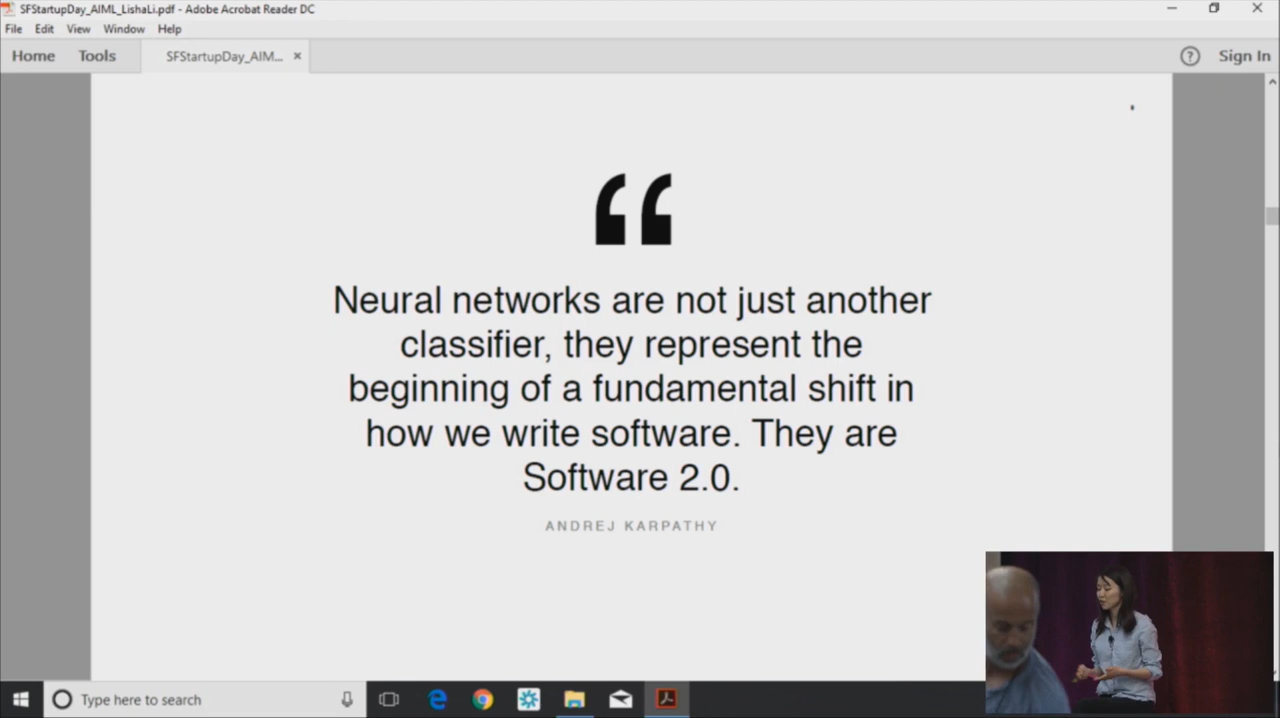 SFStartupDay_AIML_LishaLi.pdf - Adobe Acrobat Reader DC
File Edit View Window Help
Home Tools SFStartupDay_AIM... × ? Sign In
“
Neural networks are not just another
classifier, they represent the
beginning of a fundamental shift in
how we write software. They are
Software 2.0.
ANDREJ KARPATHY
Type here to search